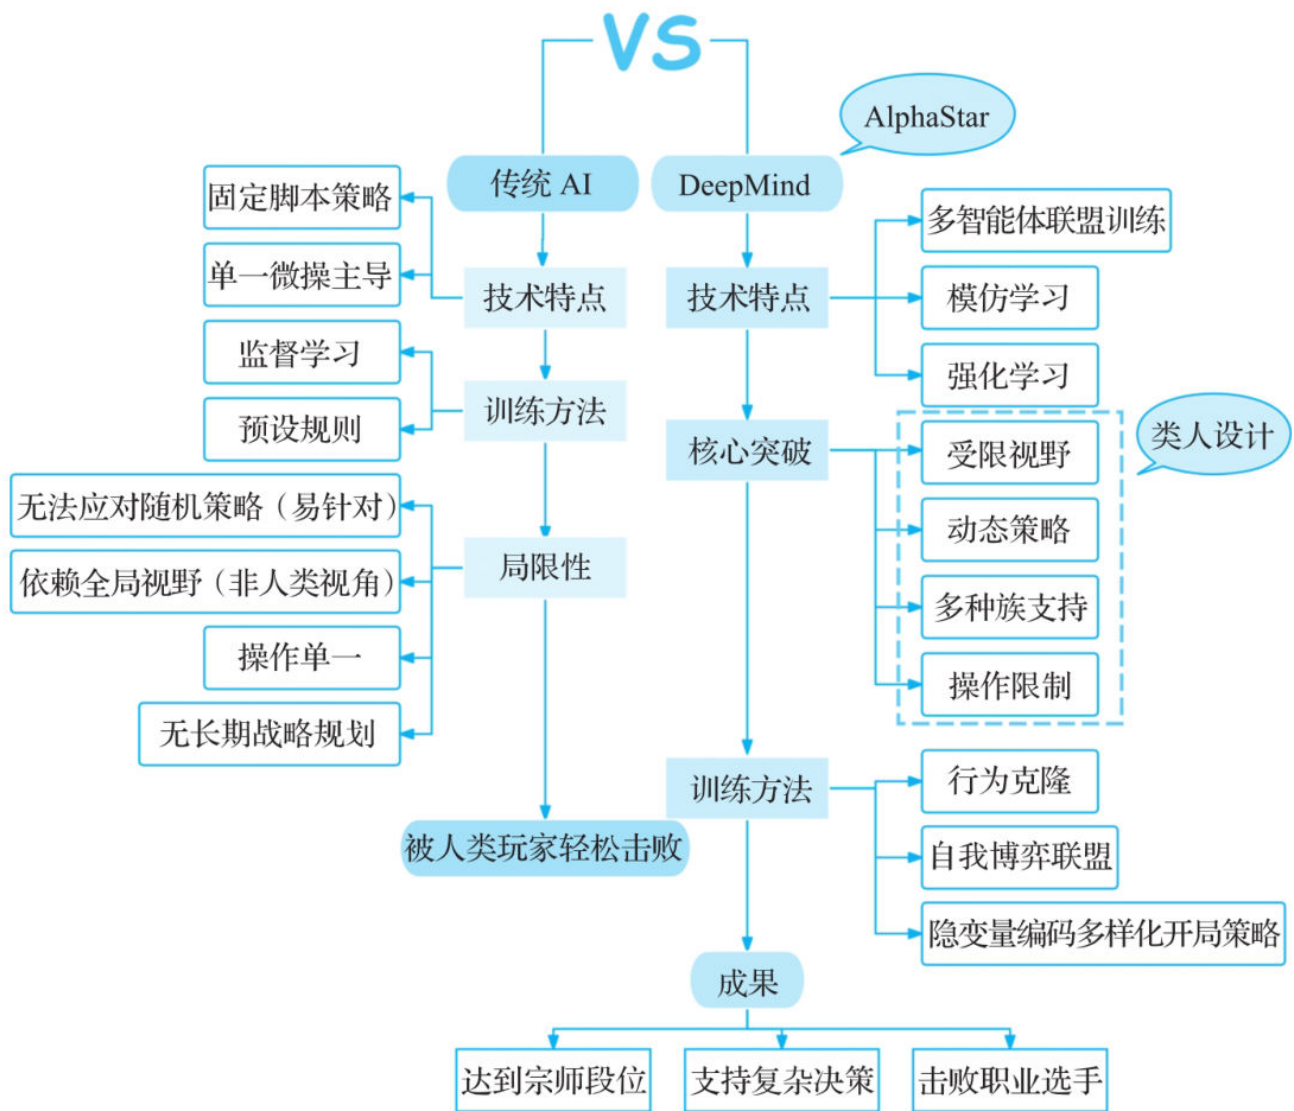 VS
AlphaStar
传统 AI
DeepMind
固定脚本策略
单一微操主导
技术特点
监督学习
预设规则
训练方法
无法应对随机策略（易针对）
依赖全局视野（非人类视角）
操作单一
无长期战略规划
局限性
被人类玩家轻松击败
技术特点
多智能体联盟训练
模仿学习
强化学习
核心突破
类人设计
受限视野
动态策略
多种族支持
操作限制
训练方法
行为克隆
自我博弈联盟
隐变量编码多样化开局策略
成果
达到宗师段位
支持复杂决策
击败职业选手